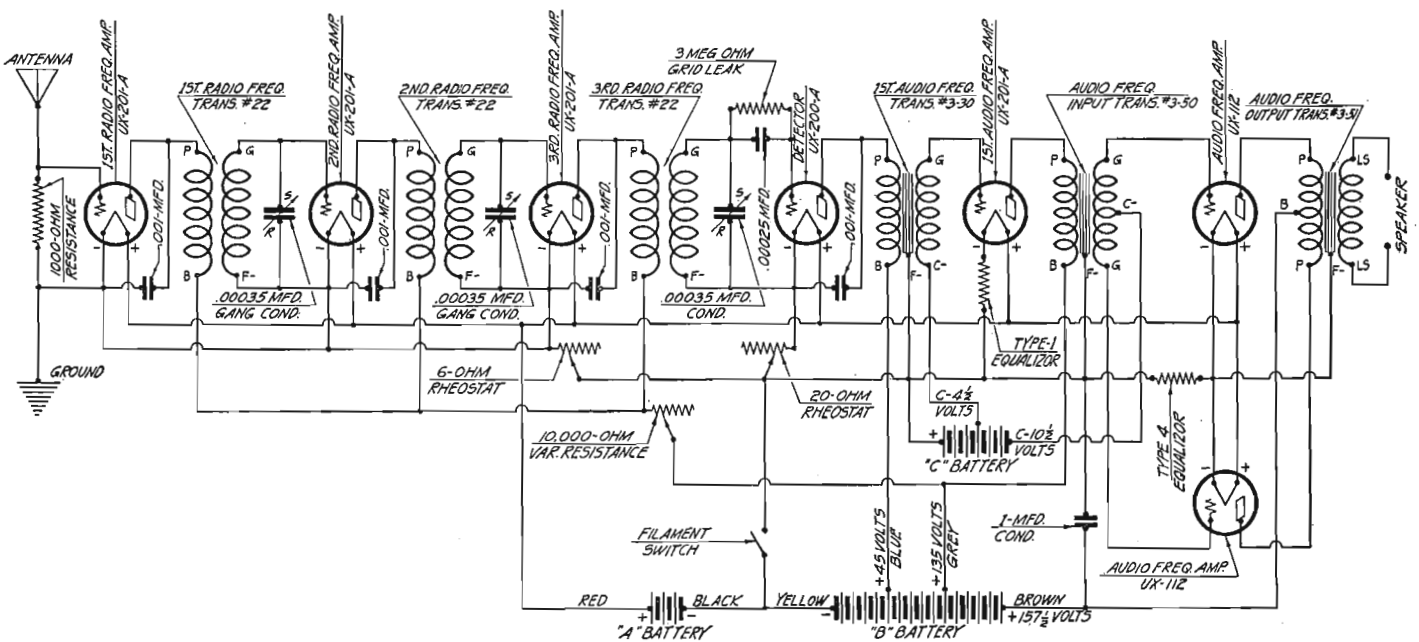 ANTENNA
1ST. RADIO FREQ. AMP.
UX-201-A
1ST. RADIO FREQ.
TRANS. #22
2ND. RADIO FREQ. AMP.
UX-201-A
2ND. RADIO FREQ.
TRANS. #22
3RD. RADIO FREQ. AMP.
UX-201-A
3RD. RADIO FREQ.
TRANS. #22
3 MEG. OHM
GRID LEAK
DETECTOR
UX-200-A
1ST. AUDIO FREQ.
TRANS. #3-30
1ST. AUDIO FREQ. AMP.
UX-201-A
AUDIO FREQ.
INPUT TRANS. #3-50
AUDIO FREQ. AMP.
UX-112
AUDIO FREQ.
OUTPUT TRANS. #3-51
P
G
P
G
P
G
P
G
P
G
P
LS
1000-OHM
RESISTANCE
- +
.001-MFD.
S
R
- +
.001-MFD.
S
R
- +
.001-MFD.
S
R
.00025 MFD.
- +
.001-MFD.
- +
C-
- +
B
SPEAKER
B
F-
B
F-
B
F-
B
C-
F-
B
G
F-
P
LS
F-
.00035 MFD.
GANG COND.
.00035 MFD.
GANG COND.
.00035 MFD.
COND.
TYPE-1
EQUALIZOR
GROUND
6-OHM
RHEOSTAT
20-OHM
RHEOSTAT
C-4½
VOLTS
10,000-OHM
VAR. RESISTANCE
+
C-10½
VOLTS
"C" BATTERY
TYPE 4
EQUALIZOR
- +
FILAMENT
SWITCH
+45 VOLTS
BLUE
+135 VOLTS
GREY
1-MFD.
COND.
AUDIO FREQ. AMP.
UX-112
RED
+ -
BLACK
YELLOW
-
BROWN
+157½ VOLTS
"A" BATTERY
"B" BATTERY